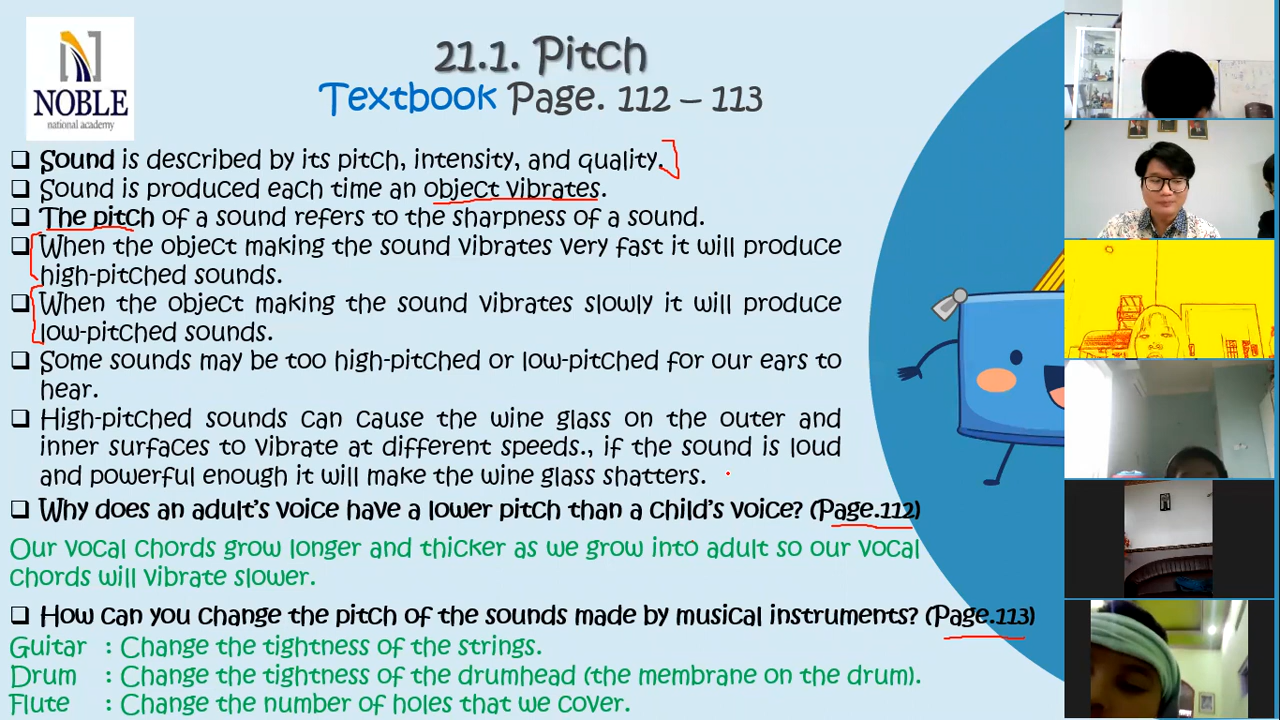 NOBLE
national academy
21.1. Pitch
Textbook Page. 112 – 113
❑ Sound is described by its pitch, intensity, and quality.
❑ Sound is produced each time an object vibrates.
❑ The pitch of a sound refers to the sharpness of a sound.
❑ When the object making the sound vibrates very fast it will produce
high-pitched sounds.
❑ When the object making the sound vibrates slowly it will produce
low-pitched sounds.
❑ Some sounds may be too high-pitched or low-pitched for our ears to
hear.
❑ High-pitched sounds can cause the wine glass on the outer and
inner surfaces to vibrate at different speeds., if the sound is loud
and powerful enough it will make the wine glass shatters.
❑ Why does an adult's voice have a lower pitch than a child's voice? (Page.112)
Our vocal chords grow longer and thicker as we grow into adult so our vocal
chords will vibrate slower.
❑ How can you change the pitch of the sounds made by musical instruments? (Page.113)
Guitar : Change the tightness of the strings.
Drum : Change the tightness of the drumhead (the membrane on the drum).
Flute : Change the number of holes that we cover.